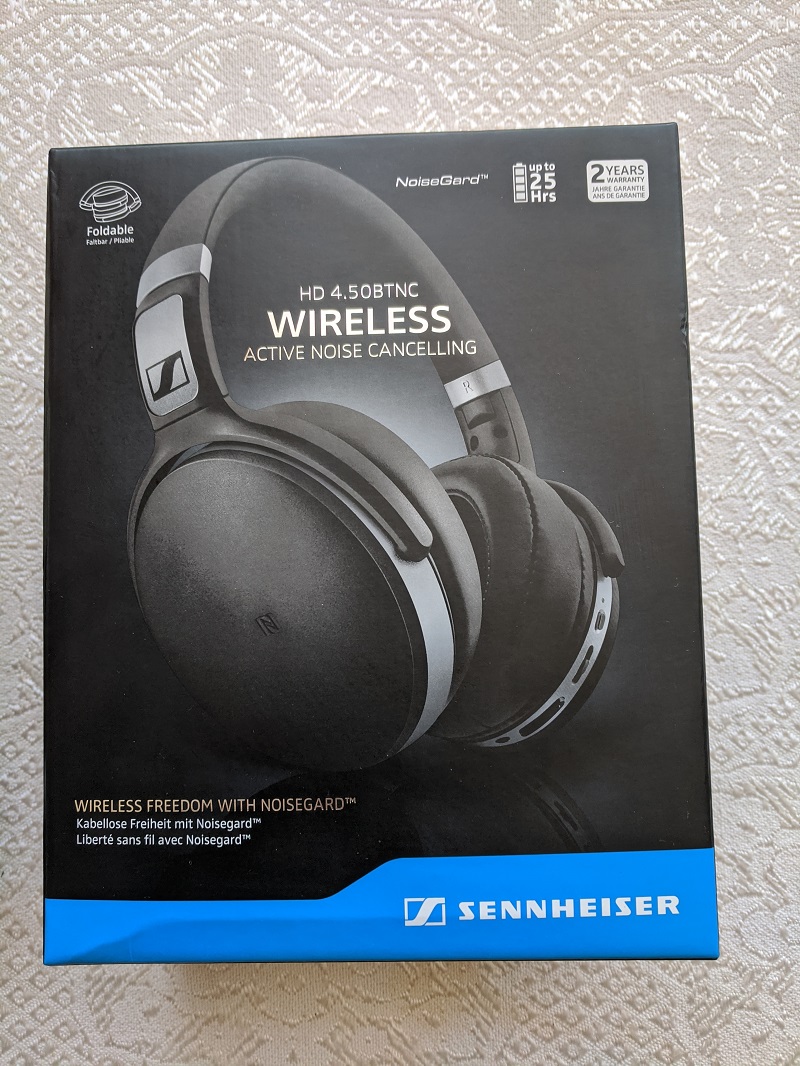 Foldable
Faltbar / Pliable
NoiseGard™
up to
25
Hrs
2 YEARS
WARRANTY
JAHRE GARANTIE
ANS DE GARANTIE
HD 4.50BTNC
WIRELESS
ACTIVE NOISE CANCELLING
R
WIRELESS FREEDOM WITH NOISEGARD™
Kabellose Freiheit mit Noisegard™
Liberté sans fil avec Noisegard™
SENNHEISER